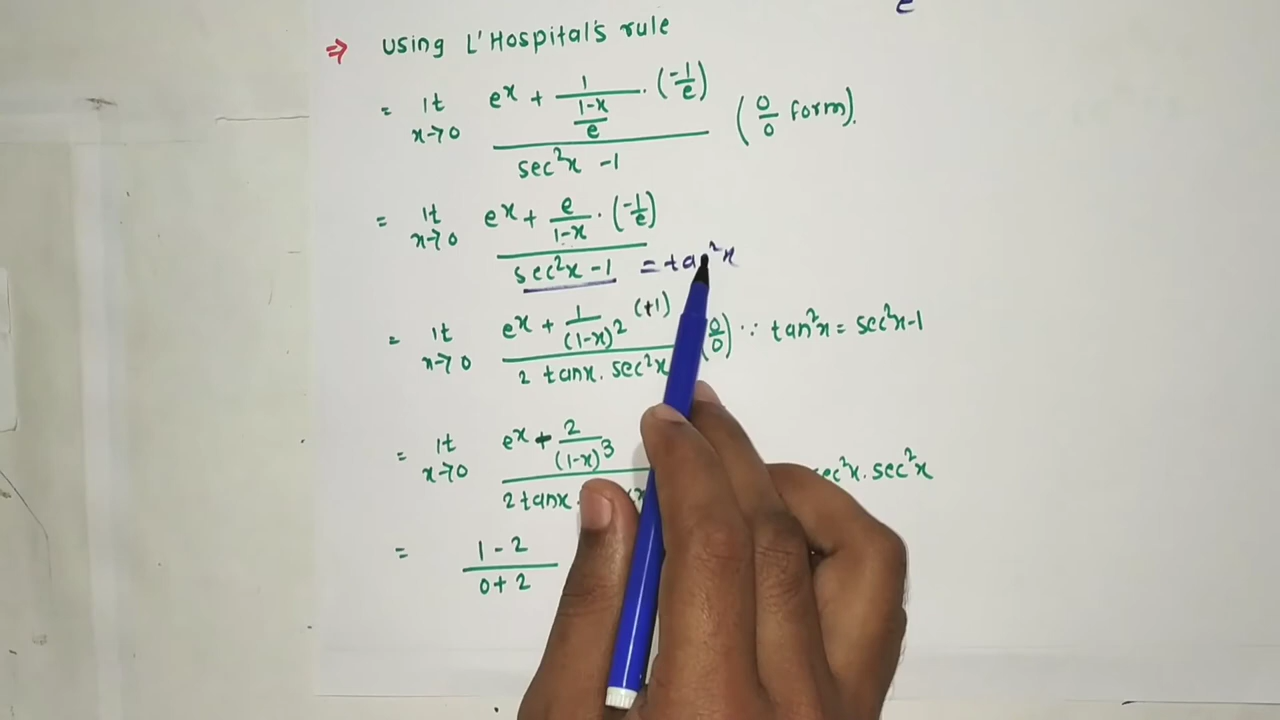 e
⇒ Using L'Hospital's rule
= lt x→0 (e^x + 1/((1-x)/e) · (-1/e)) / (sec²x - 1) (0/0 form).
= lt x→0 (e^x + e/(1-x) · (-1/e)) / (sec²x - 1) = tan²x
= lt x→0 (e^x + 1/(1-x)² (+1)) / (2 tanx . sec²x) (0/0) ∵ tan²x = sec²x-1
= lt x→0 (e^x + 2/(1-x)³) / (2 tanx . sec²x . sec²x)
= (1 - 2) / (0 + 2)